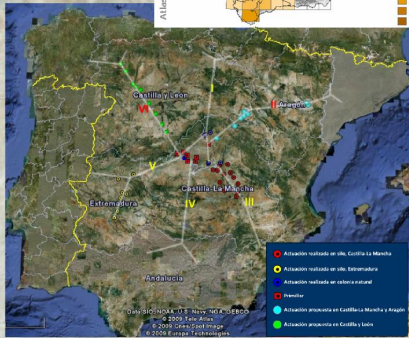 Atlas
Castilla y León
I
VI
II
Aragón
V
Castilla-La Mancha
Extremadura
IV
III
Andalucía
Data SIO, NOAA, U.S. Navy, NGA, GEBCO
© 2009 Tele Atlas
© 2009 Cnes/Spot Image
© 2009 Europa Technologies
Actuación realizada en silo, Castilla-La Mancha
Actuación realizada en silo, Extremadura
Actuación realizada en colonia natural
Primillar
Actuación propuesta en Castilla-La Mancha y Aragón
Actuación propuesta en Castilla y León